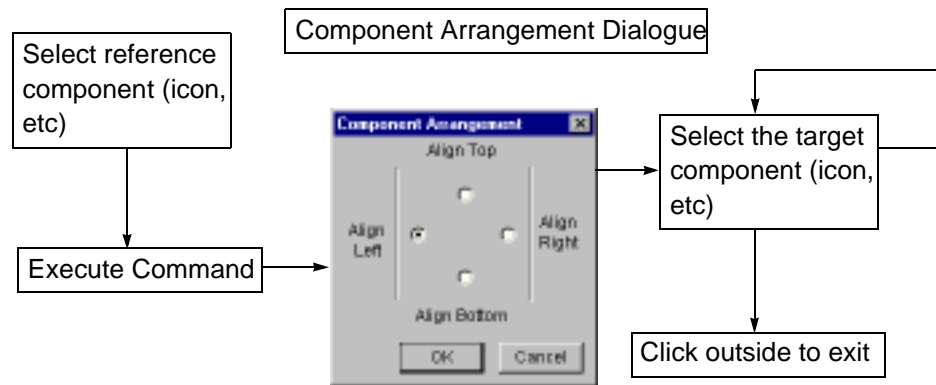 Component Arrangement Dialogue
Select reference
component (icon,
etc)
Execute Command
Component Arrangement
Align Top
Align
Left
Align
Right
Align Bottom
OK
Cancel
Select the target
component (icon,
etc)
Click outside to exit